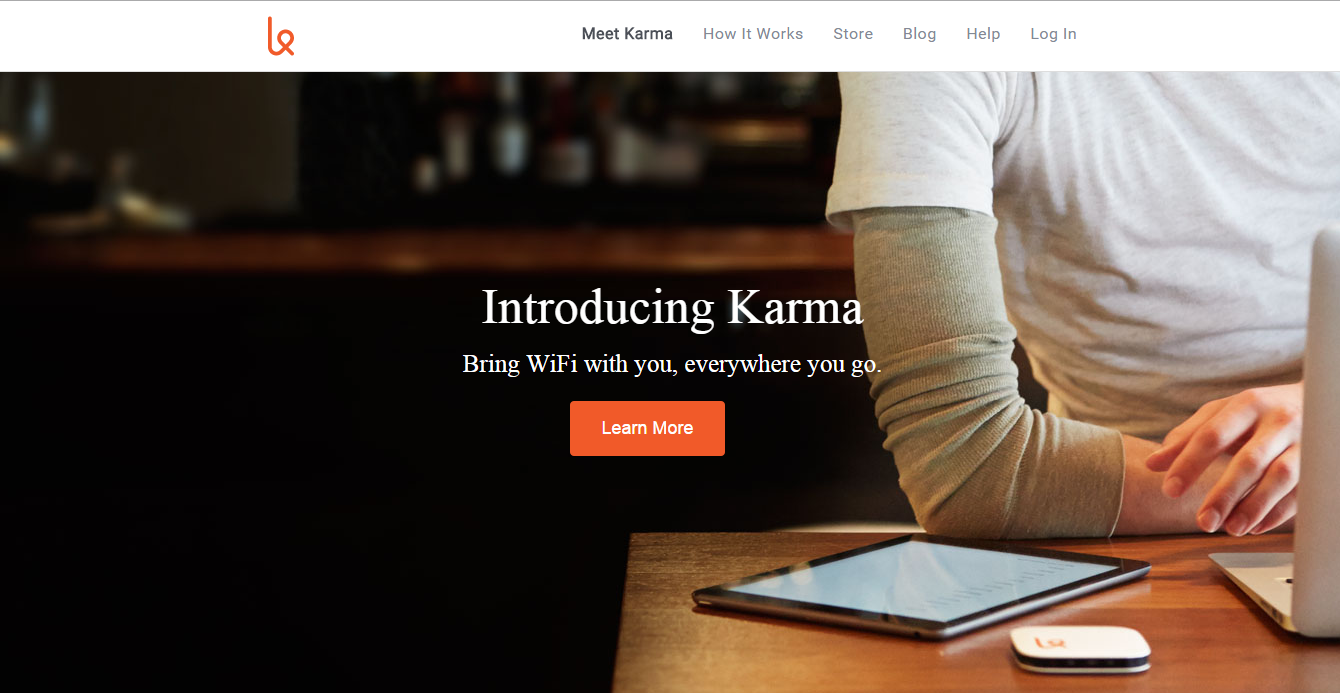 Meet Karma How It Works Store Blog Help Log In
Introducing Karma
Bring WiFi with you, everywhere you go.
Learn More